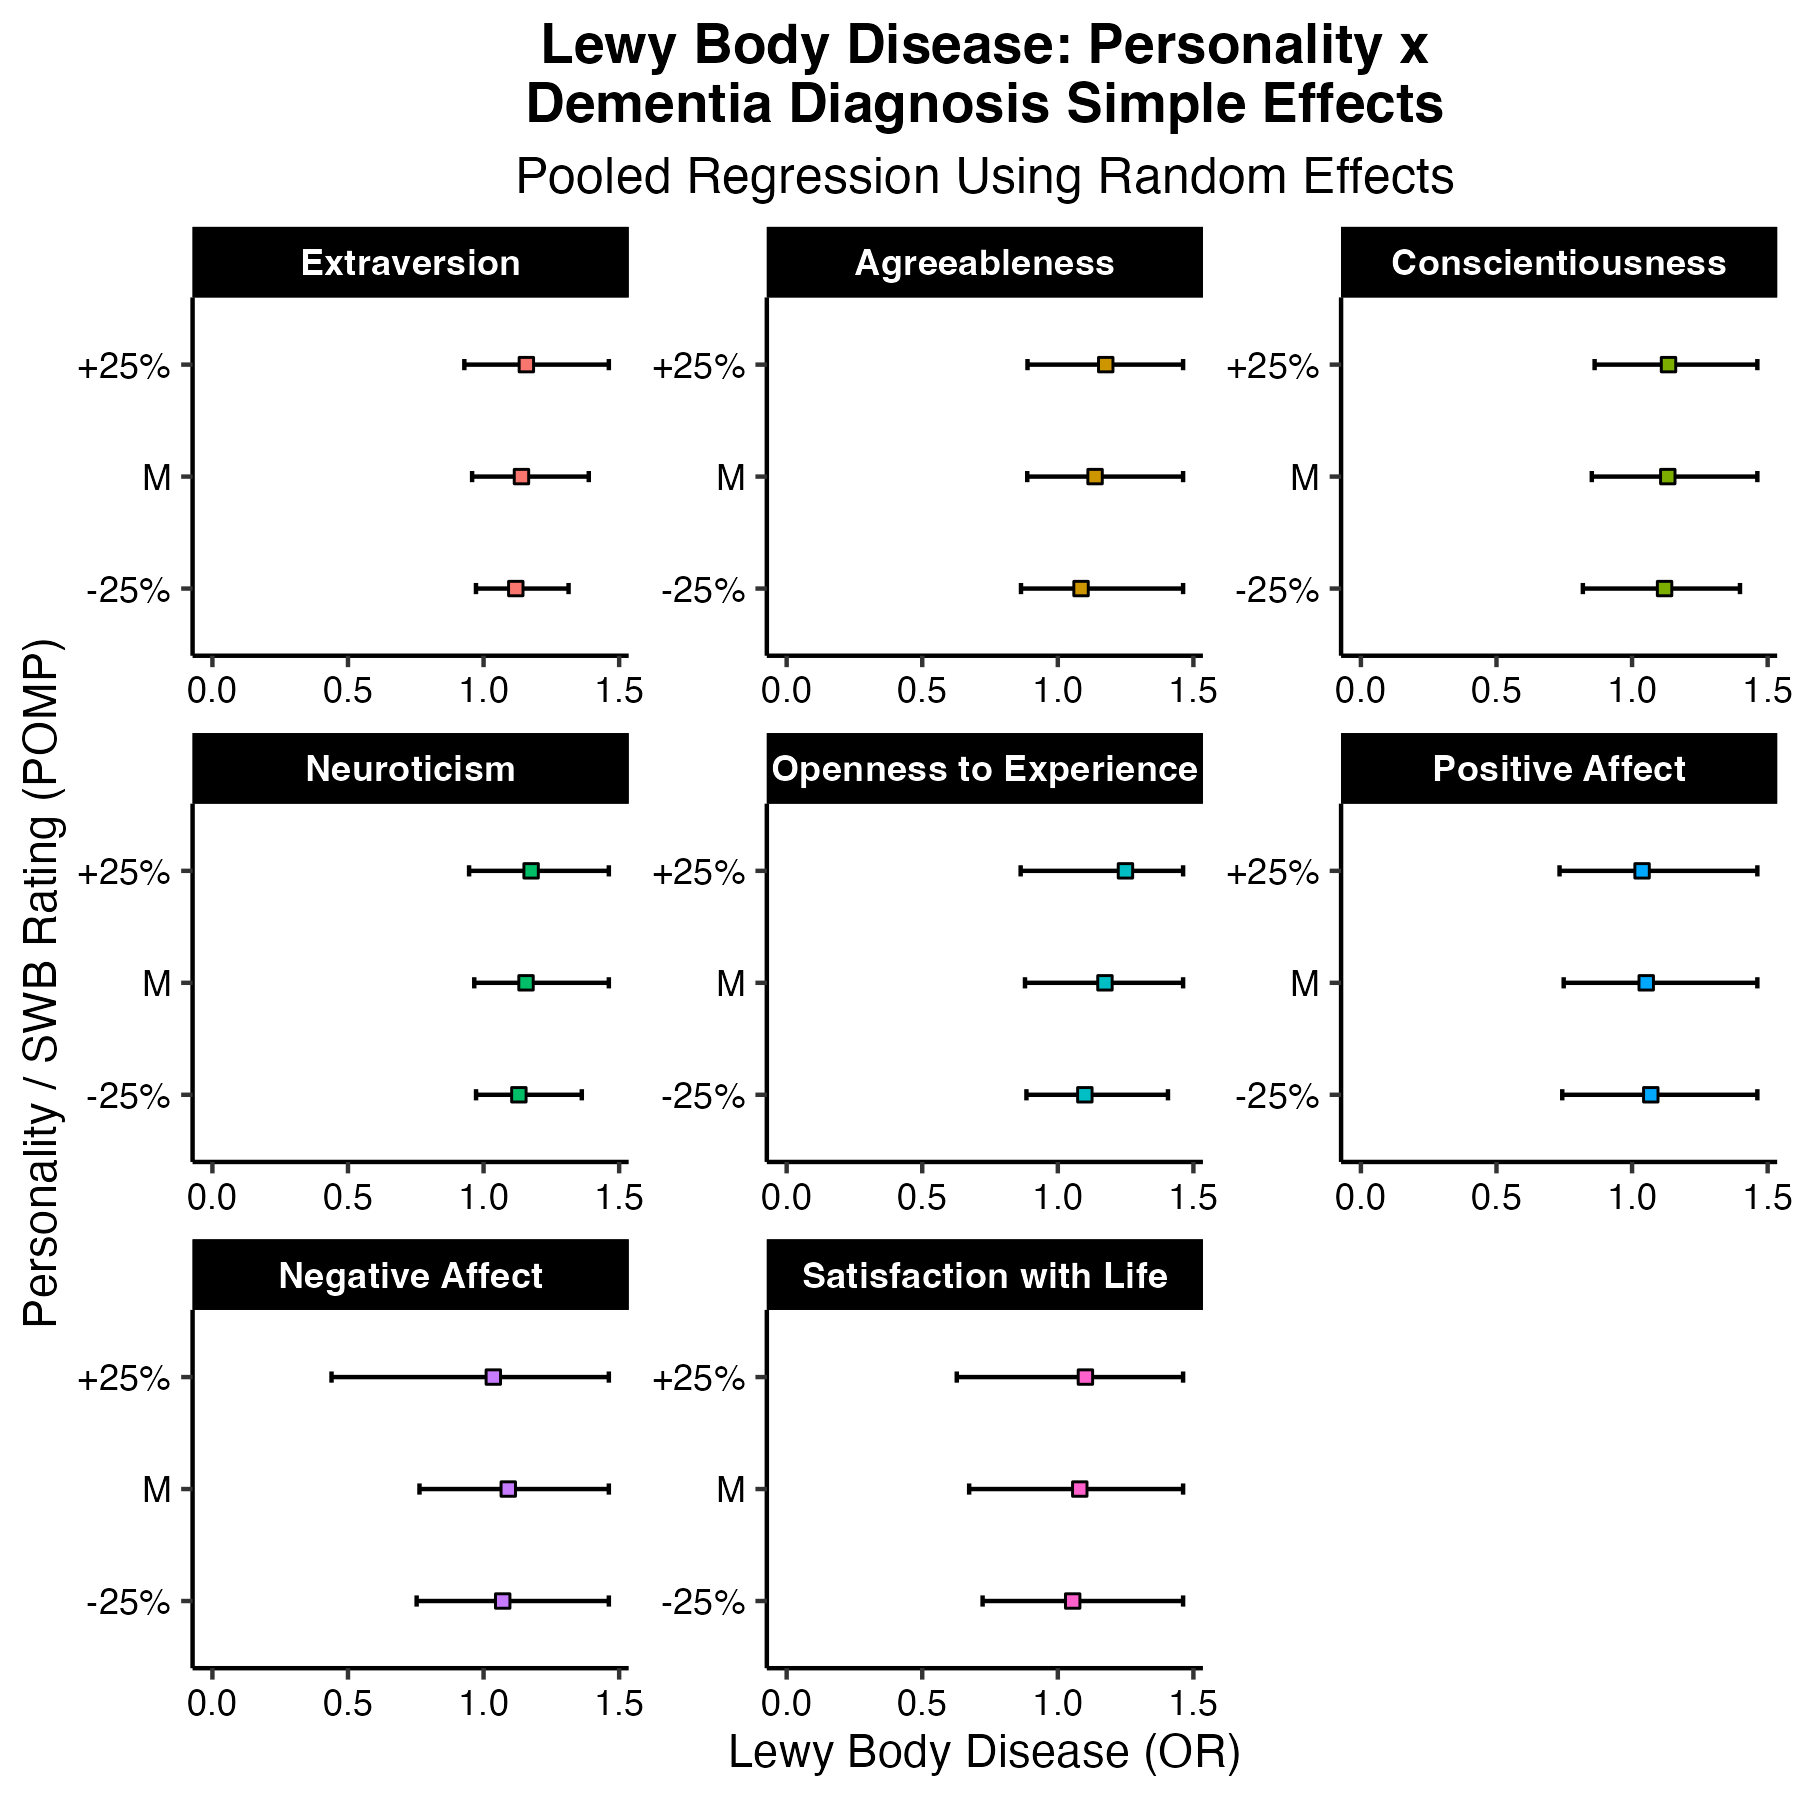 Lewy Body Disease: Personality x
Dementia Diagnosis Simple Effects
Pooled Regression Using Random Effects
Personality / SWB Rating (POMP)
Extraversion
+25%
M
-25%
0.0 0.5 1.0 1.5
Agreeableness
+25%
M
-25%
0.0 0.5 1.0 1.5
Conscientiousness
+25%
M
-25%
0.0 0.5 1.0 1.5
Neuroticism
+25%
M
-25%
0.0 0.5 1.0 1.5
Openness to Experience
+25%
M
-25%
0.0 0.5 1.0 1.5
Positive Affect
+25%
M
-25%
0.0 0.5 1.0 1.5
Negative Affect
+25%
M
-25%
0.0 0.5 1.0 1.5
Satisfaction with Life
+25%
M
-25%
0.0 0.5 1.0 1.5
Lewy Body Disease (OR)